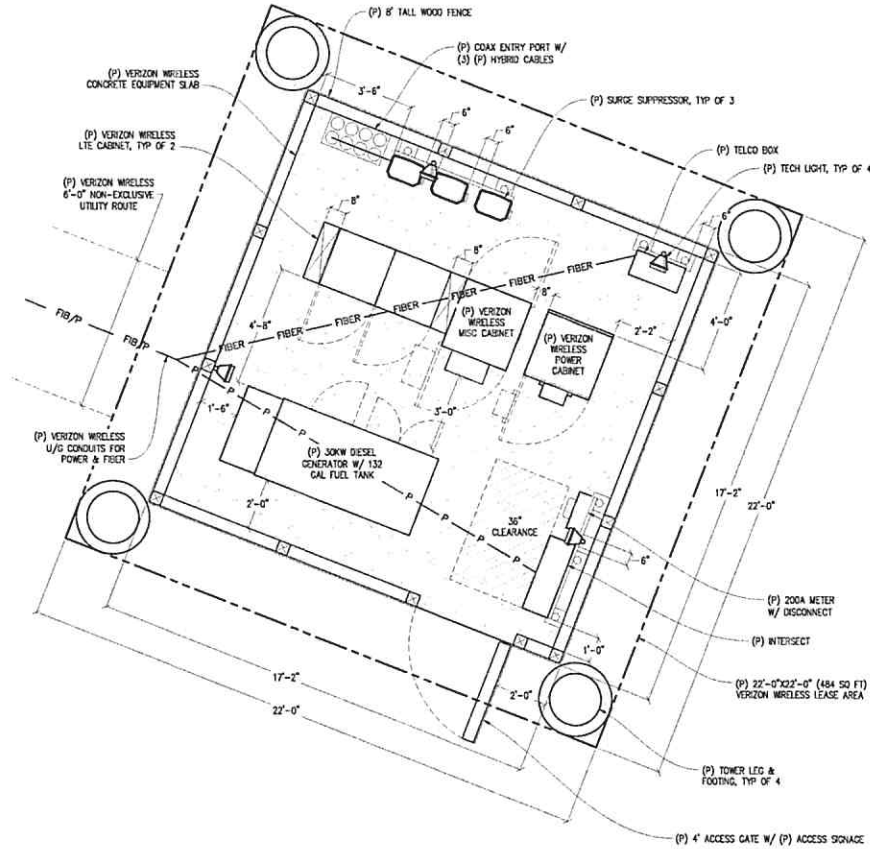 (P) 8' TALL WOOD FENCE
(P) COAX ENTRY PORT W/
(3) (P) HYBRID CABLES
(P) VERIZON WIRELESS
CONCRETE EQUIPMENT SLAB
3'-6"
6"
6"
(P) SURGE SUPPRESSOR, TYP OF 3
(P) VERIZON WIRELESS
LTE CABINET, TYP OF 2
(P) TELCO BOX
(P) TECH LIGHT, TYP OF 4
(P) VERIZON WIRELESS
6'-0" NON-EXCLUSIVE
UTILITY ROUTE
8"
6"
8"
FIBER
FIBER
FIBER
FIBER
FIBER
FIBER
FIBER
4'-8"
(P) VERIZON
WIRELESS
MISC CABINET
8"
2'-2"
4'-0"
(P) VERIZON
WIRELESS
POWER
CABINET
FIB/P
FIB/P
P
P
P
P
P
P
P
P
1'-6"
3'-0"
(P) VERIZON WIRELESS
U/G CONDUITS FOR
POWER & FIBER
(P) 30KW DIESEL
GENERATOR W/ 132
GAL FUEL TANK
2'-0"
36"
CLEARANCE
17'-2"
22'-0"
6"
(P) 200A METER
W/ DISCONNECT
(P) INTERSECT
1'-0"
(P) 22'-0"X22'-0" (484 SQ FT)
VERIZON WIRELESS LEASE AREA
17'-2"
22'-0"
2'-0"
(P) TOWER LEG &
FOOTING, TYP OF 4
(P) 4' ACCESS GATE W/ (P) ACCESS SIGNAGE